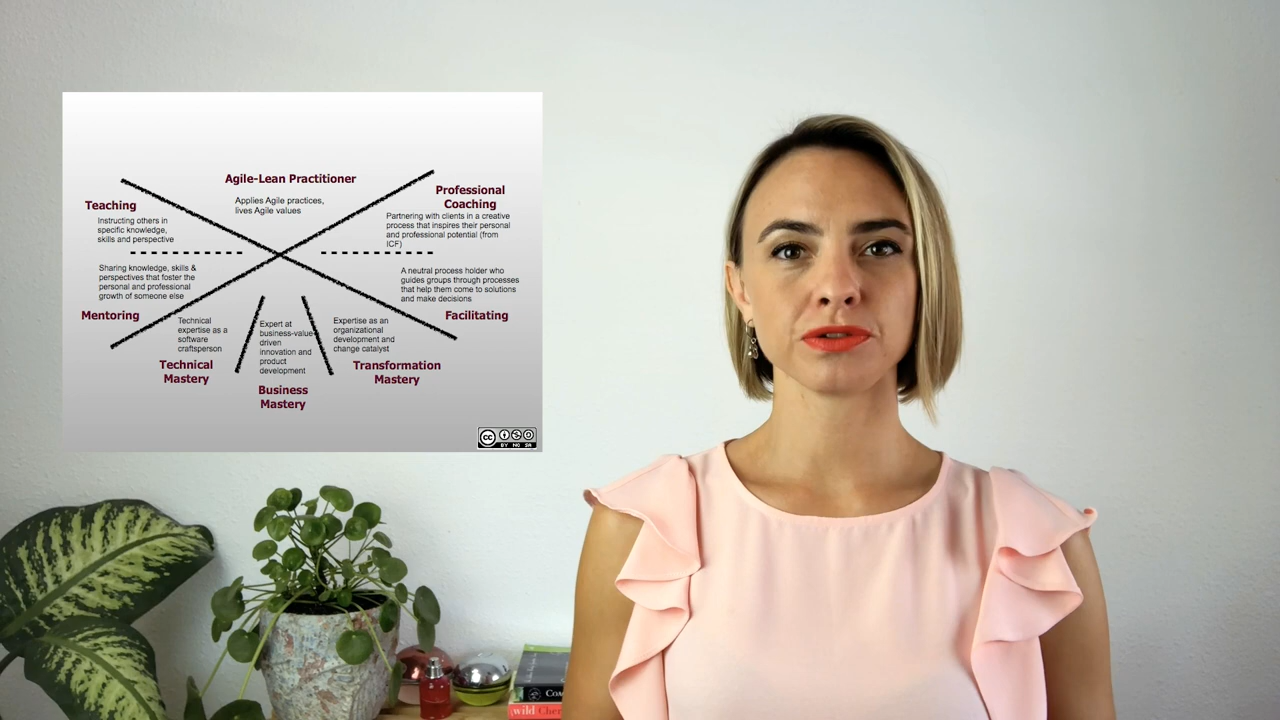 Agile-Lean Practitioner
Applies Agile practices,
lives Agile values
Teaching
Instructing others in
specific knowledge,
skills and perspective
Professional
Coaching
Partnering with clients in a creative
process that inspires their personal
and professional potential (from
ICF)
Sharing knowledge, skills &
perspectives that foster the
personal and professional
growth of someone else
Mentoring
A neutral process holder who
guides groups through processes
that help them come to solutions
and make decisions
Facilitating
Technical
expertise as a
software
craftsperson
Technical
Mastery
Expert at
business-value
driven
innovation and
product
development
Business
Mastery
Expertise as an
organizational
development and
change catalyst
Transformation
Mastery
cc
BY NC SA
wild